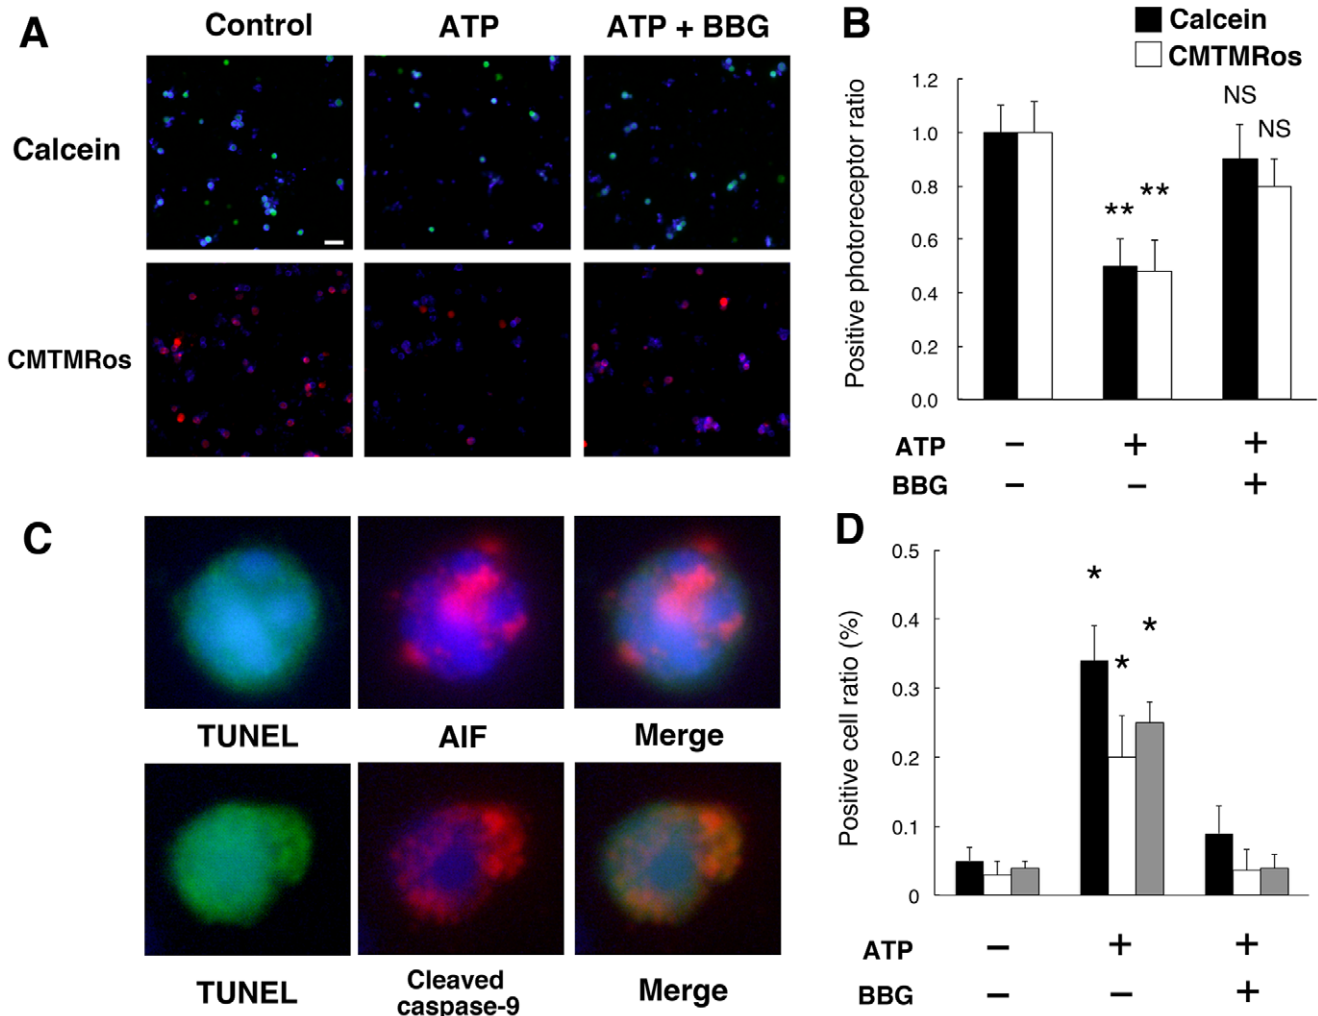 A
Control
ATP
ATP + BBG
Calcein
CMTMRos
B
Calcein
CMTMRos
Positive photoreceptor ratio
1.2
1.0
0.8
0.6
0.4
0.2
0.0
**
**
NS
NS
ATP − + +
BBG − − +
C
TUNEL
AIF
Merge
TUNEL
Cleaved
caspase-9
Merge
D
Positive cell ratio (%)
0.5
0.4
0.3
0.2
0.1
0
*
*
*
ATP − + +
BBG − − +